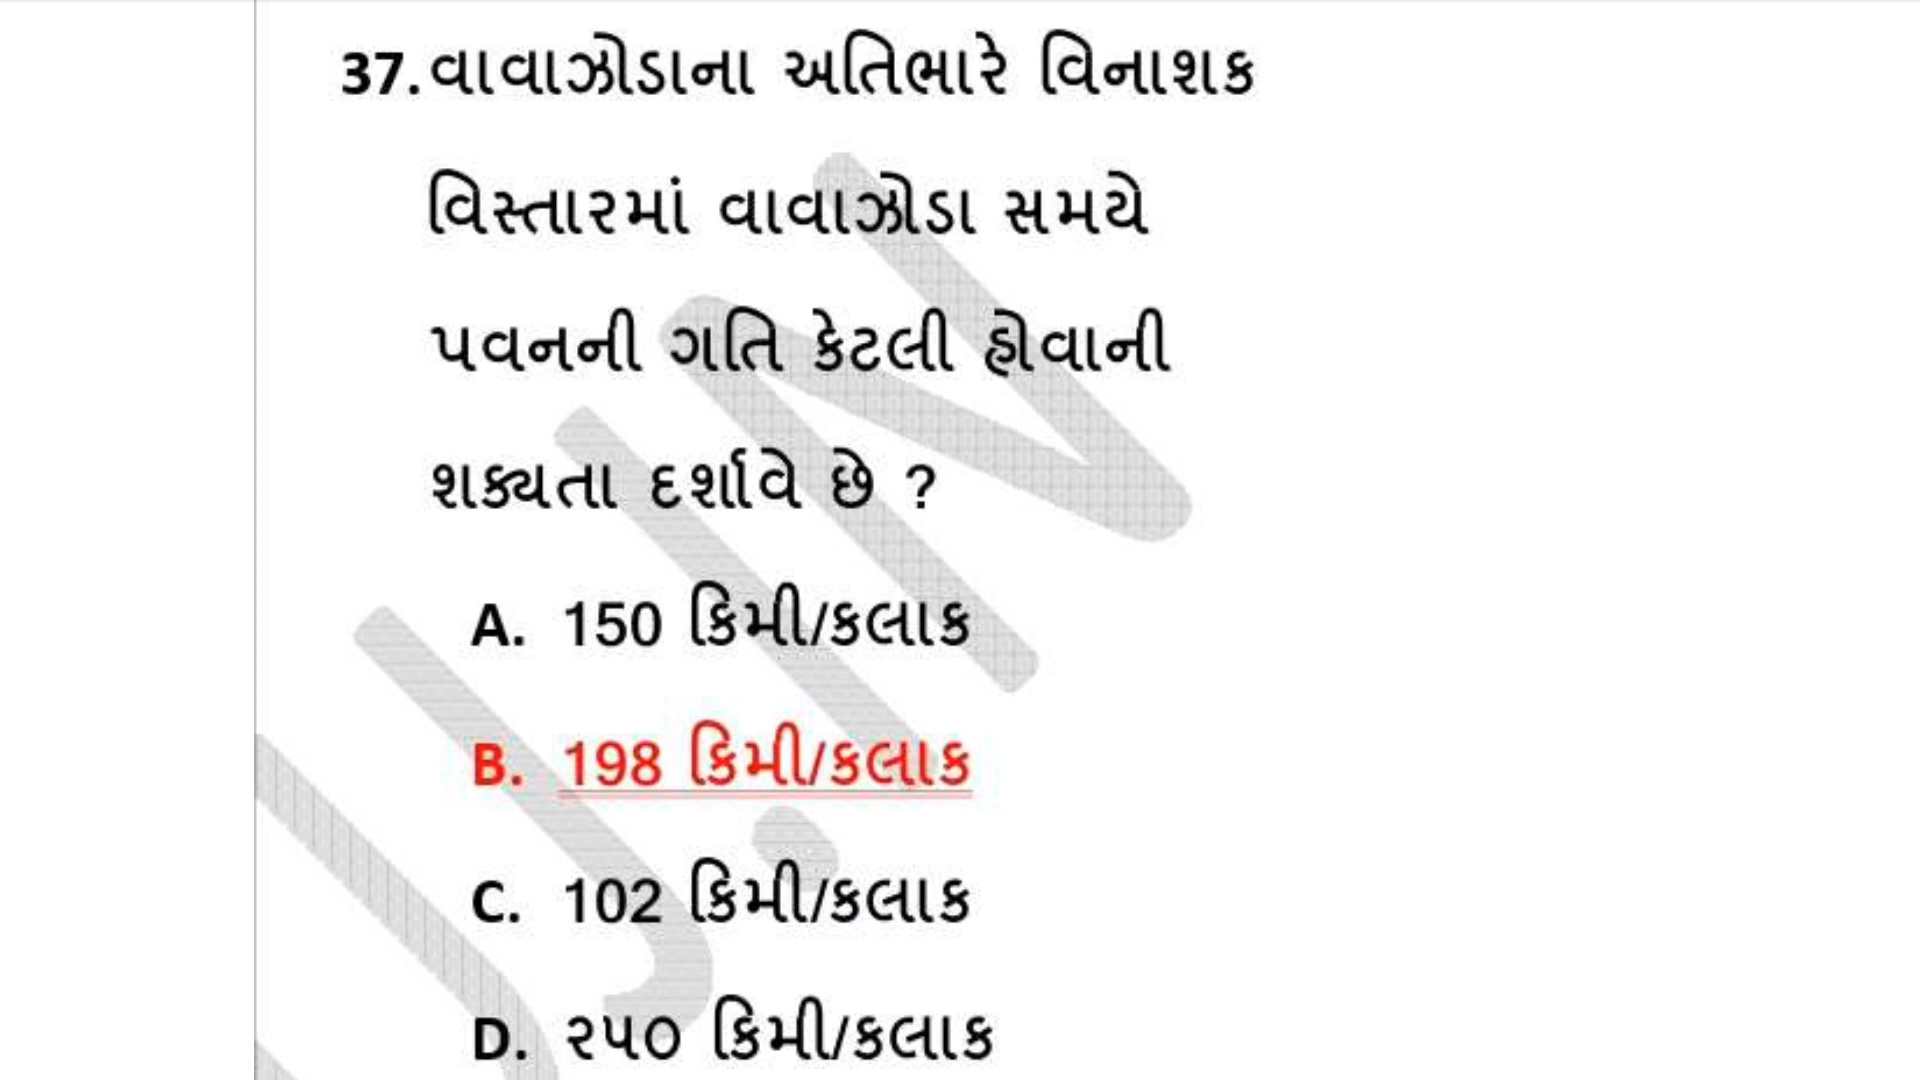 37. વાવાઝોડાના અતિભારે વિનાશક
વિસ્તારમાં વાવાઝોડા સમયે
પવનની ગતિ કેટલી હોવાની
શક્યતા દર્શાવે છે ?
A. 150 કિમી/કલાક
B. 198 કિમી/કલાક
C. 102 કિમી/કલાક
D. ૨૫૦ કિમી/કલાક